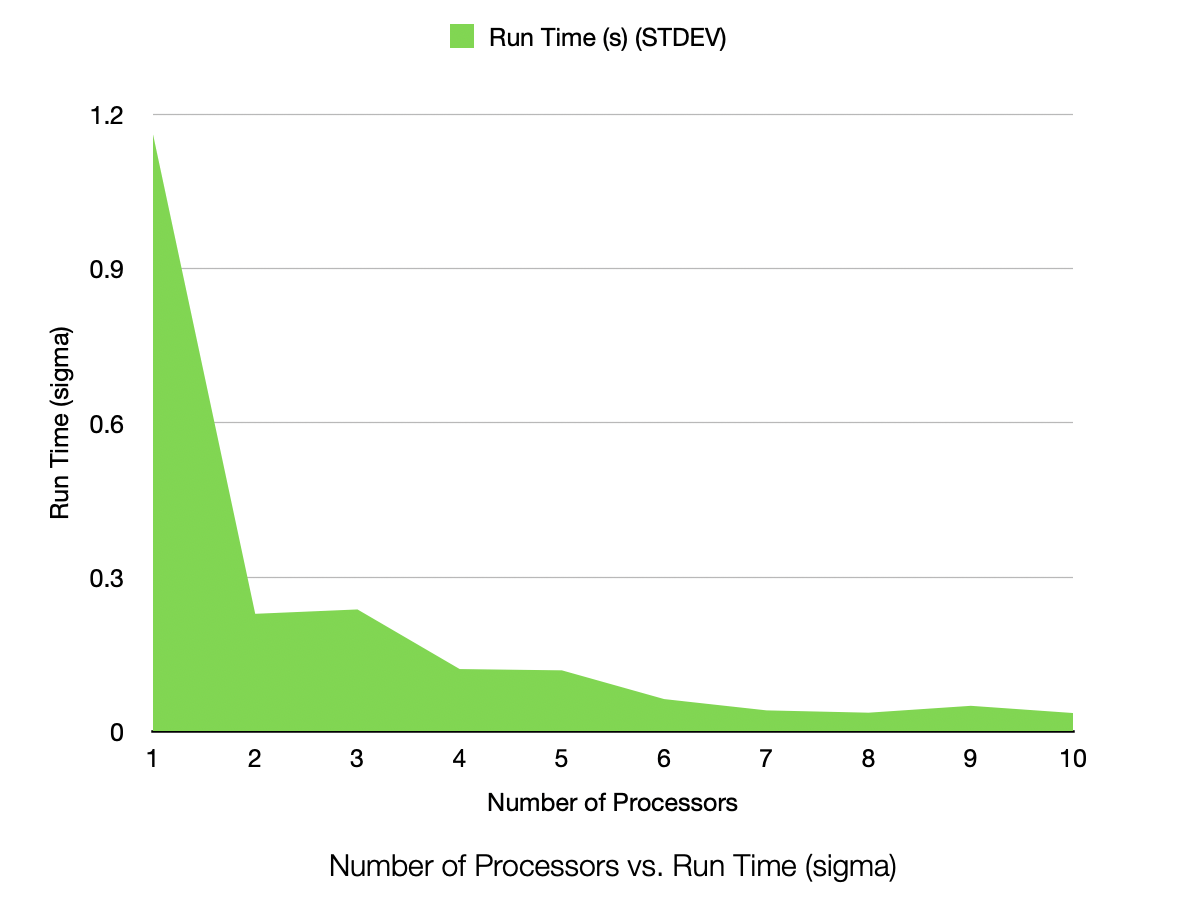 Run Time (s) (STDEV)
1.2
0.9
0.6
0.3
0
Run Time (sigma)
1 2 3 4 5 6 7 8 9 10
Number of Processors
Number of Processors vs. Run Time (sigma)